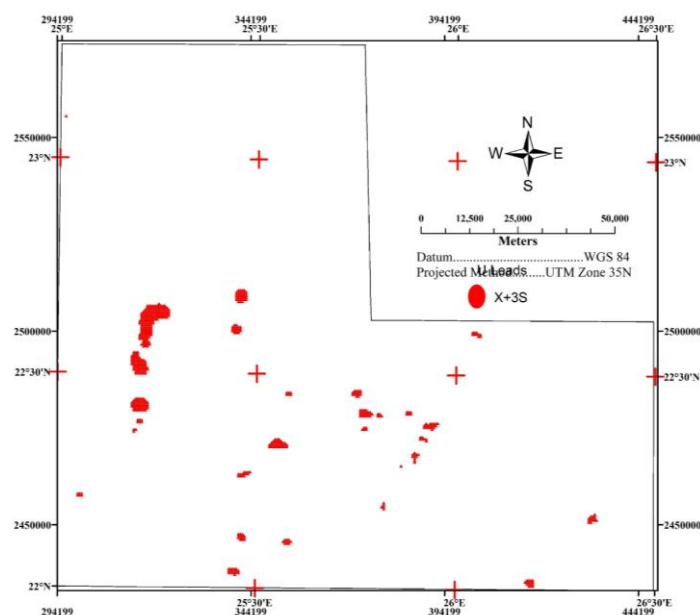 294199 344199 394199 444199
25°E 25°30'E 26°E 26°30'E
2550000 2550000
23°N 23°N
N
W E
S
0 12,500 25,000 50,000
Meters
Datum..............................WGS 84
Projected Method.........UTM Zone 35N
U Leads
X+3S
2500000 2500000
22°30'N 22°30'N
2450000 2450000
22°N 22°N
25°30'E 26°E 26°30'E
294199 344199 394199 444199